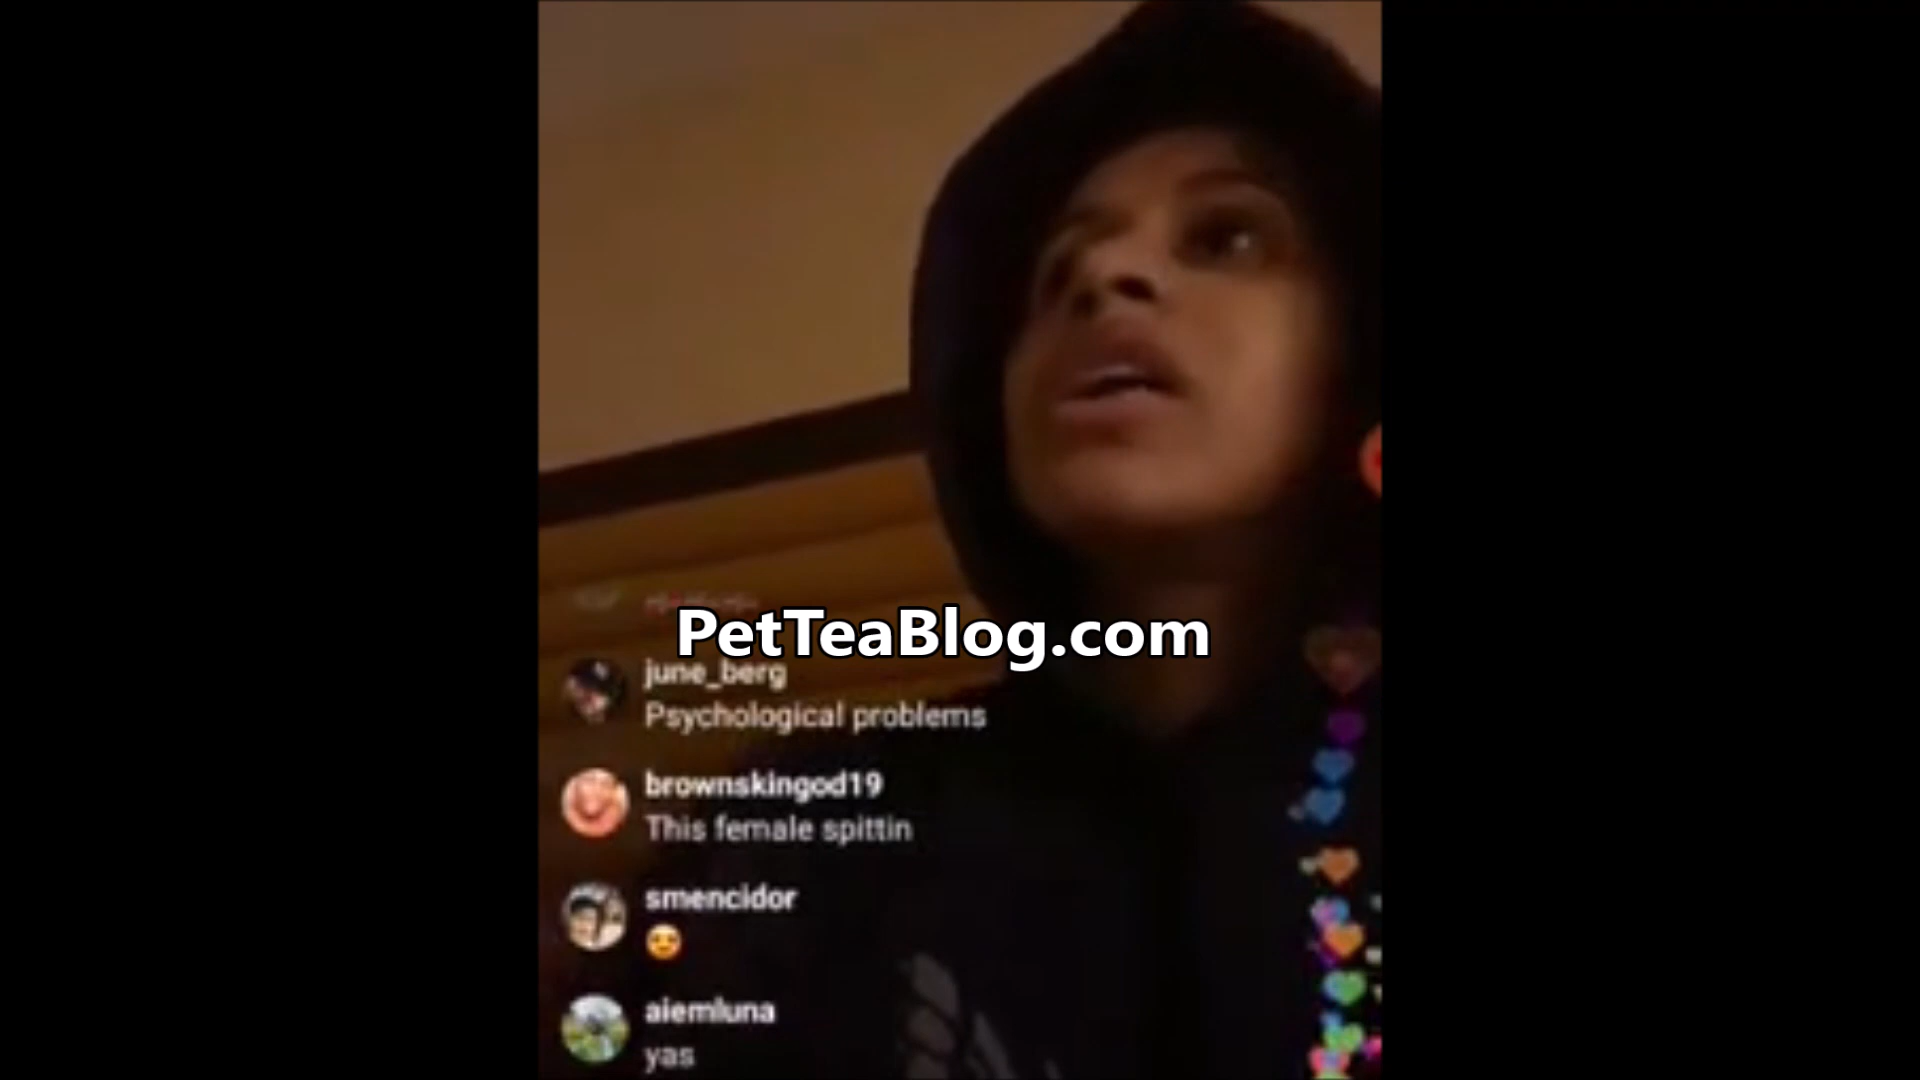 PetTeaBlog.com
june_berg
Psychological problems
brownskingod19
This female spittin
smencidor
😊
aiemluna
yas